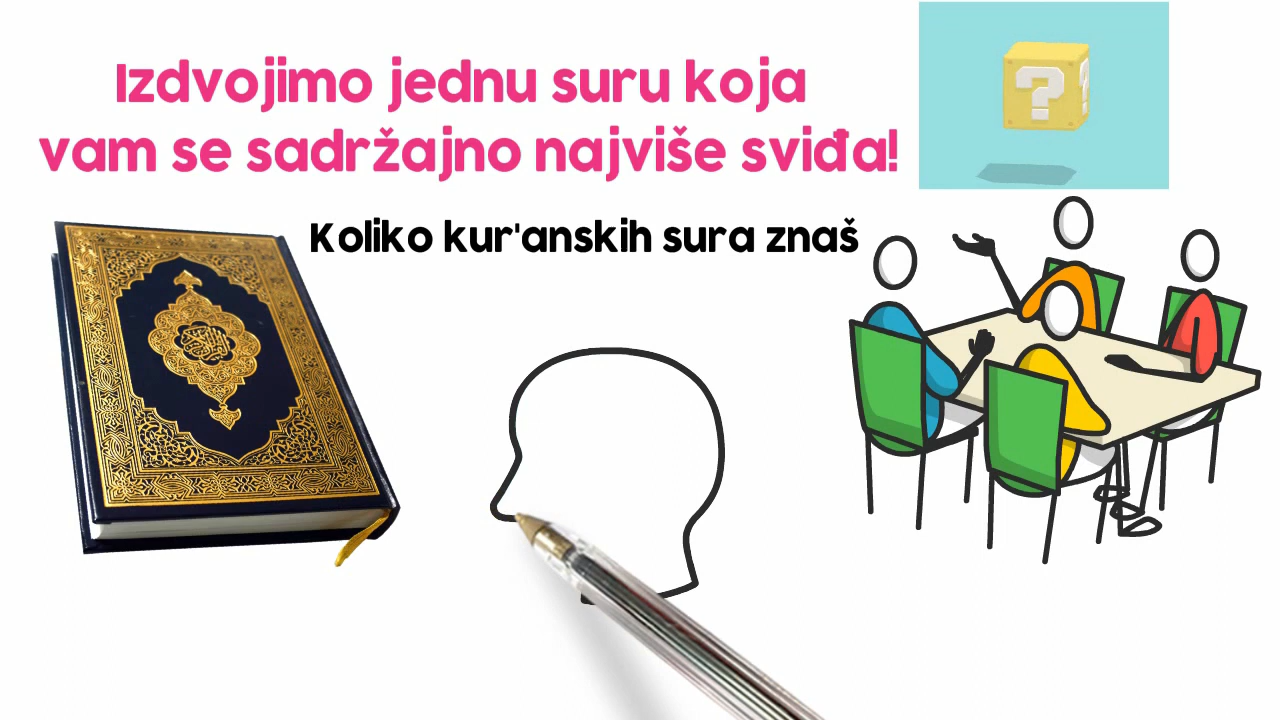 Izdvojimo jednu suru koja
vam se sadržajno najviše sviđa!
Koliko kur'anskih sura znaš